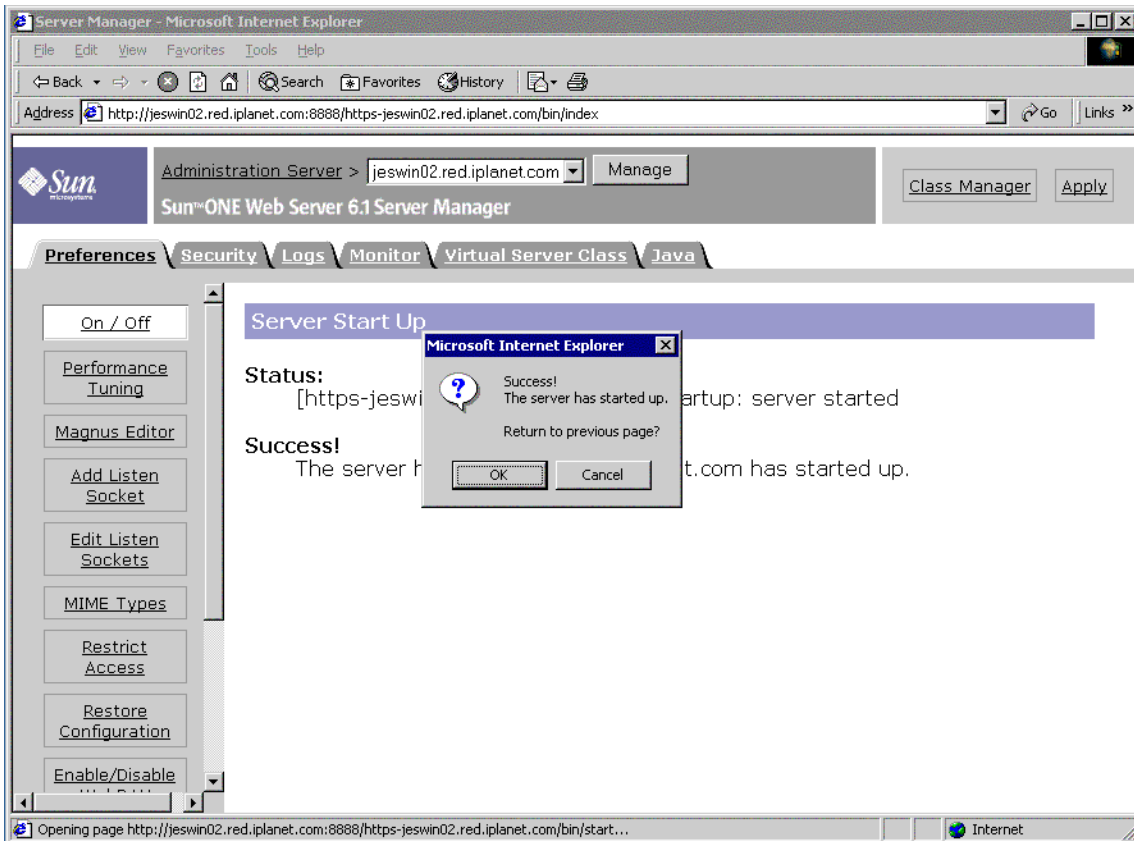 Server Manager - Microsoft Internet Explorer
File Edit View Favorites Tools Help
Back Search Favorites History
Address http://jeswin02.red.iplanet.com:8888/https-jeswin02.red.iplanet.com/bin/index Go Links »
Sun
microsystems
Administration Server > jeswin02.red.iplanet.com Manage
Sun™ ONE Web Server 6.1 Server Manager
Class Manager Apply
Preferences Security Logs Monitor Virtual Server Class Java
On / Off
Performance
Tuning
Magnus Editor
Add Listen
Socket
Edit Listen
Sockets
MIME Types
Restrict
Access
Restore
Configuration
Enable/Disable
Server Start Up
Status:
[https-jeswi artup: server started
Success!
The server h t.com has started up.
Microsoft Internet Explorer
Success!
The server has started up.
Return to previous page?
OK Cancel
Opening page http://jeswin02.red.iplanet.com:8888/https-jeswin02.red.iplanet.com/bin/start... Internet